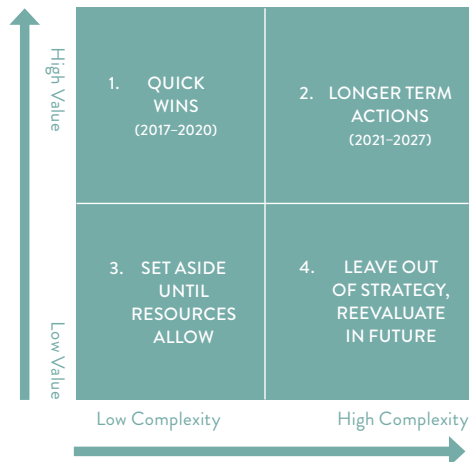 High Value
1. QUICK
WINS
(2017–2020)
2. LONGER TERM
ACTIONS
(2021–2027)
3. SET ASIDE
UNTIL
RESOURCES
ALLOW
4. LEAVE OUT
OF STRATEGY,
REEVALUATE
IN FUTURE
Low Value
Low Complexity
High Complexity